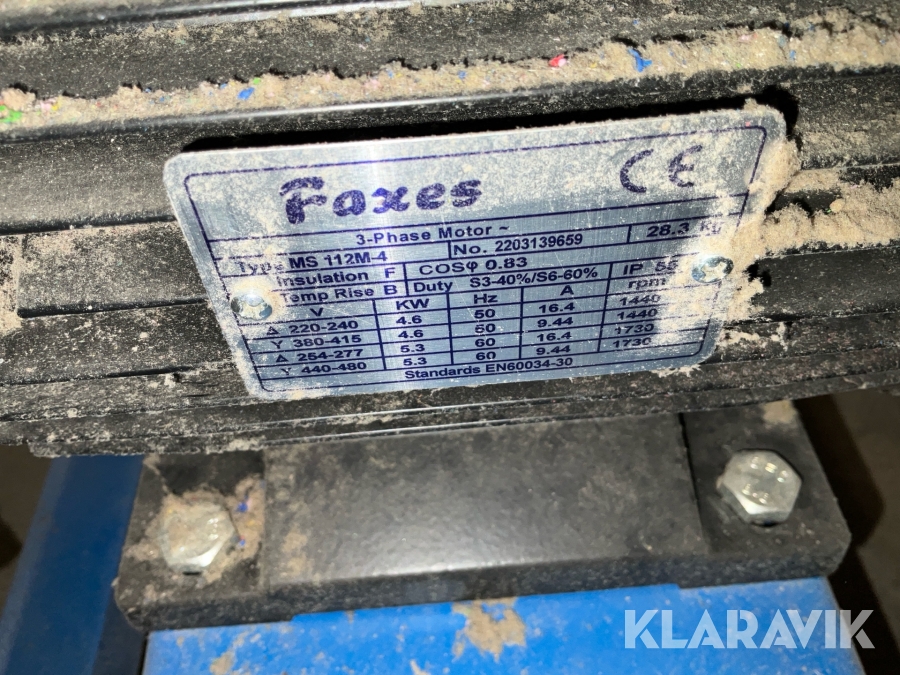 Faxes CE
3-Phase Motor ~
Type MS 112M-4 No. 2203139659 28.3 Kg
Insulation F COSφ 0.83
Temp Rise B Duty S3-40%/S6-60% IP 55
V KW Hz A rpm
Δ 220-240 4.6 50 16.4 1440
Y 380-415 4.6 50 9.44 1440
Δ 254-277 5.3 60 16.4 1730
Y 440-480 5.3 60 9.44 1730
Standards EN60034-30
KLARAVIK